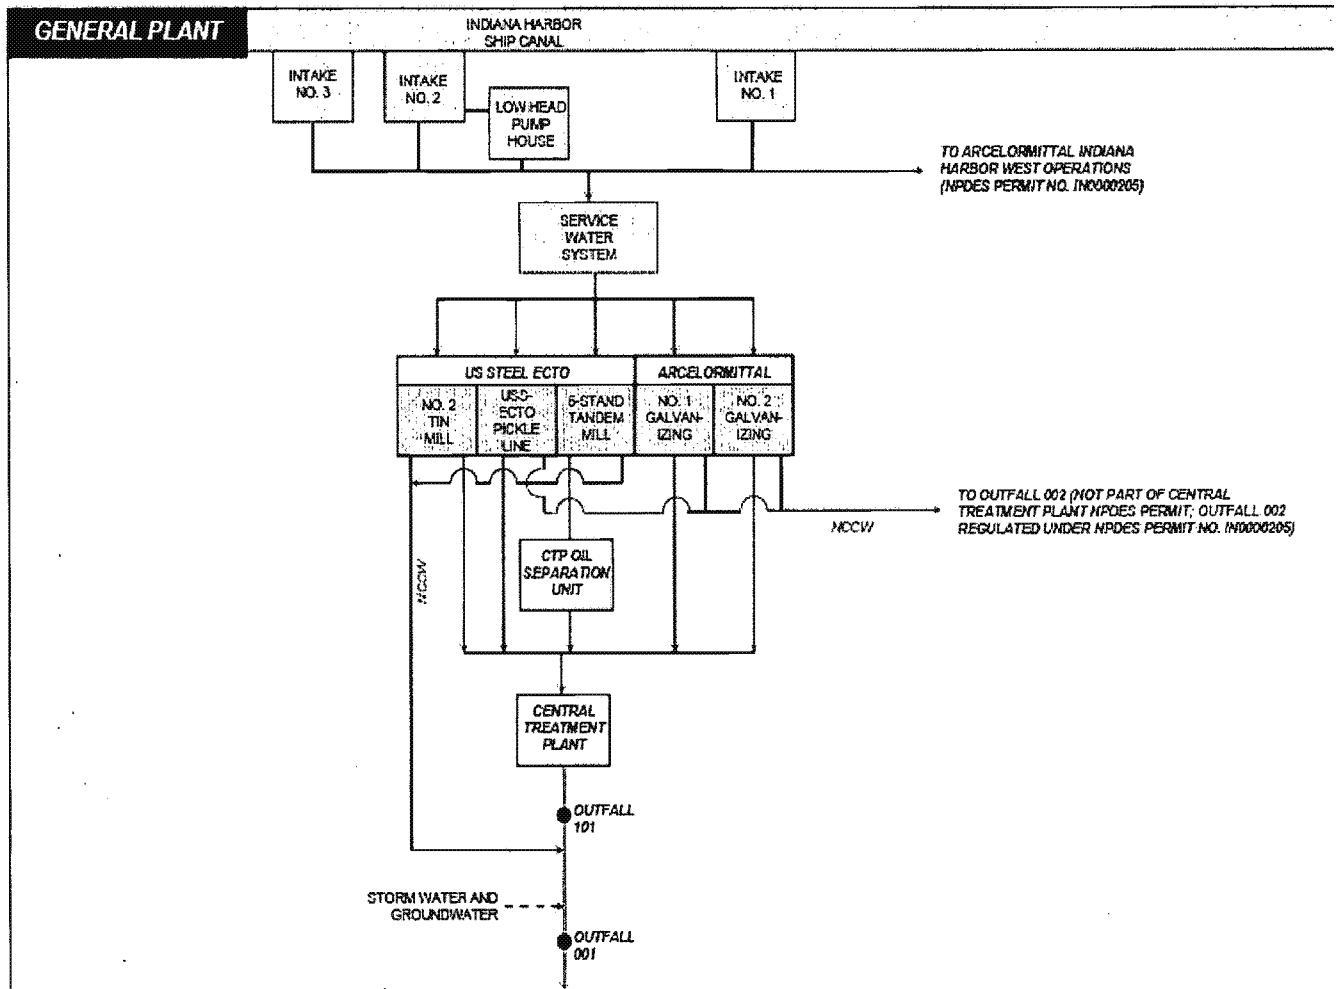 GENERAL PLANT
INDIANA HARBOR
SHIP CANAL
INTAKE
NO. 3
INTAKE
NO. 2
LOW HEAD
PUMP
HOUSE
INTAKE
NO. 1
TO ARCELORMITTAL INDIANA
HARBOR WEST OPERATIONS
(NPDES PERMIT NO. IN0000205)
SERVICE
WATER
SYSTEM
US STEEL ECTO
ARCELORMITTAL
NO. 2
TIN
MILL
USS-
ECTO
PICKLE
LINE
6-STAND
TANDEM
MILL
NO. 1
GALVAN-
IZING
NO. 2
GALVAN-
IZING
TO OUTFALL 002 (NOT PART OF CENTRAL
TREATMENT PLANT NPDES PERMIT; OUTFALL 002
REGULATED UNDER NPDES PERMIT NO. IN0000205)
NCCW
CTP OIL
SEPARATION
UNIT
NCCW
CENTRAL
TREATMENT
PLANT
OUTFALL
101
STORM WATER AND
GROUNDWATER
OUTFALL
001